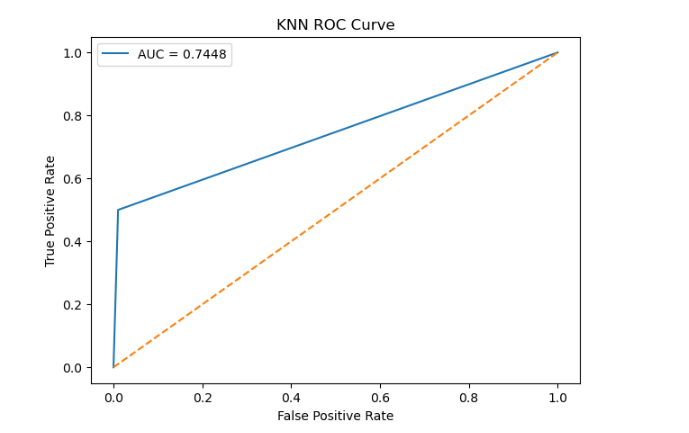 KNN ROC Curve
AUC = 0.7448
1.0
0.8
0.6
0.4
0.2
0.0
True Positive Rate
0.0 0.2 0.4 0.6 0.8 1.0
False Positive Rate